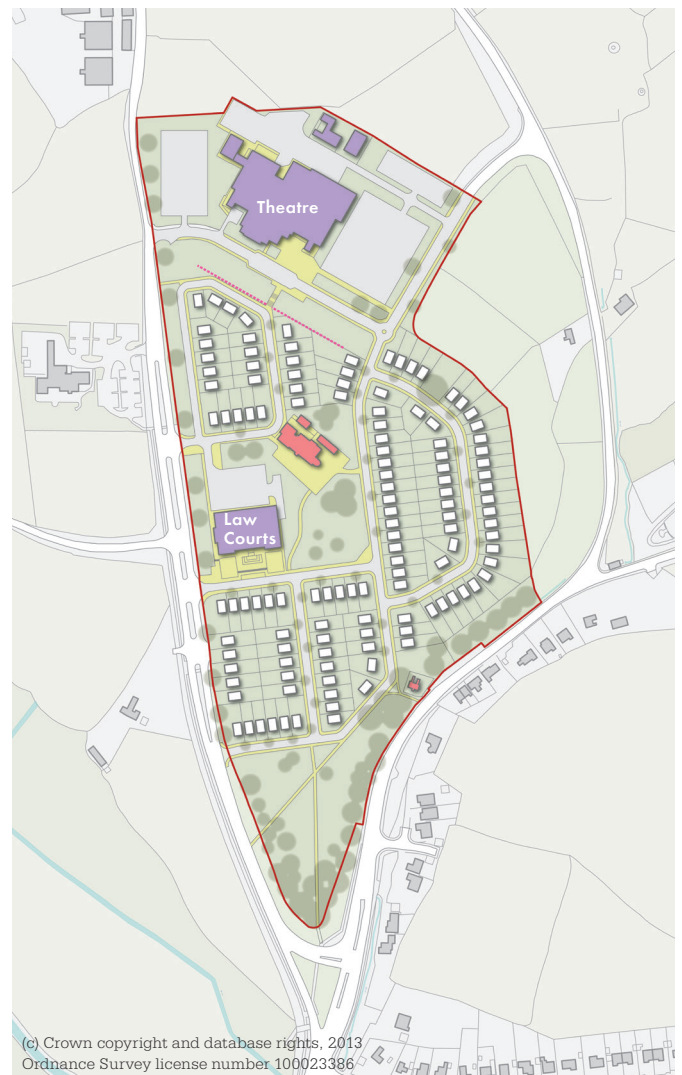 Theatre
Law
Courts
(c) Crown copyright and database rights, 2013
Ordnance Survey license number 100023386